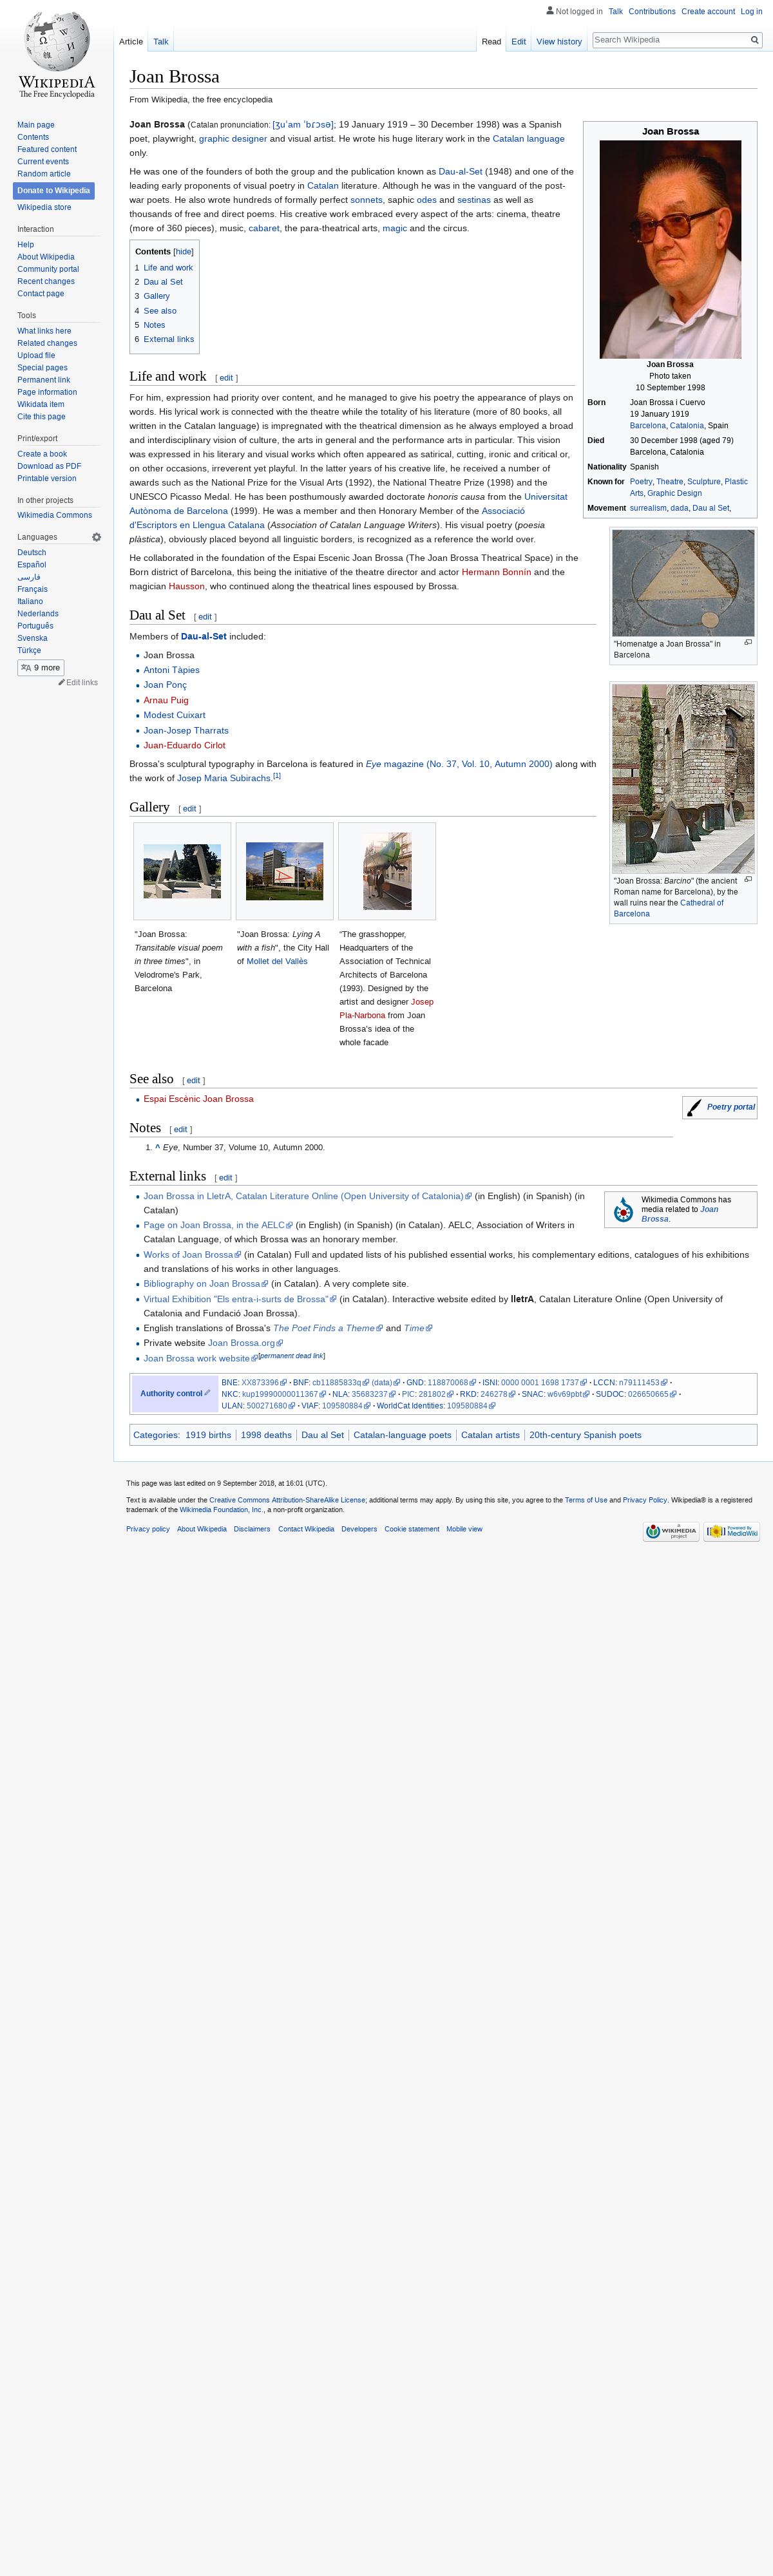 Not logged in Talk Contributions Create account Log in
Article Talk Read Edit View history Search Wikipedia
WIKIPEDIA
The Free Encyclopedia
Main page
Contents
Featured content
Current events
Random article
Donate to Wikipedia
Wikipedia store
Interaction
Help
About Wikipedia
Community portal
Recent changes
Contact page
Tools
What links here
Related changes
Upload file
Special pages
Permanent link
Page information
Wikidata item
Cite this page
Print/export
Create a book
Download as PDF
Printable version
In other projects
Wikimedia Commons
Languages
Deutsch
Español
فارسی
Français
Italiano
Nederlands
Português
Svenska
Türkçe
9 more
Edit links
Joan Brossa
From Wikipedia, the free encyclopedia
Joan Brossa (Catalan pronunciation: [ʒuˈam ˈbɾɔsə]; 19 January 1919 – 30 December 1998) was a Spanish
poet, playwright, graphic designer and visual artist. He wrote his huge literary work in the Catalan language
only.
He was one of the founders of both the group and the publication known as Dau-al-Set (1948) and one of the
leading early proponents of visual poetry in Catalan literature. Although he was in the vanguard of the post-
war poets. He also wrote hundreds of formally perfect sonnets, saphic odes and sestinas as well as
thousands of free and direct poems. His creative work embraced every aspect of the arts: cinema, theatre
(more of 360 pieces), music, cabaret, the para-theatrical arts, magic and the circus.
Contents [hide]
1 Life and work
2 Dau al Set
3 Gallery
4 See also
5 Notes
6 External links
Joan Brossa
Joan Brossa
Photo taken
10 September 1998
Born Joan Brossa i Cuervo
19 January 1919
Barcelona, Catalonia, Spain
Died 30 December 1998 (aged 79)
Barcelona, Catalonia
Nationality Spanish
Known for Poetry, Theatre, Sculpture, Plastic
Arts, Graphic Design
Movement surrealism, dada, Dau al Set,
Life and work [ edit ]
For him, expression had priority over content, and he managed to give his poetry the appearance of plays on
words. His lyrical work is connected with the theatre while the totality of his literature (more of 80 books, all
written in the Catalan language) is impregnated with the theatrical dimension as he always employed a broad
and interdisciplinary vision of culture, the arts in general and of the performance arts in particular. This vision
was expressed in his literary and artistic work which often appeared as satirical, cutting, ironic and critical or,
on other occasions, irreverent yet playful. In the latter years of his creative life, he received a number of
awards such as the National Prize for the Visual Arts (1992), the National Theatre Prize (1998) and the
UNESCO Picasso Medal. He has been posthumously awarded doctorate honoris causa from the Universitat
Autònoma de Barcelona (1999). He was a member and then Honorary Member of the Associació
d'Escriptors en Llengua Catalana (Association of Catalan Language Writers). His visual poetry (poesia
plàstica), obviously placed beyond all linguistic borders, is recognized as a reference the world over.
He collaborated in the foundation of the Espai Escenic Joan Brossa (The Joan Brossa Theatrical Space) in the
Born district of Barcelona, this being the initiative of the theatre director and actor Hermann Bonnín and the
magician Hausson, who continued along the theatrical lines espoused by Brossa.
"Homenatge a Joan Brossa" in
Barcelona
Dau al Set [ edit ]
Members of Dau-al-Set included:
Joan Brossa
Antoni Tàpies
Joan Ponç
Arnau Puig
Modest Cuixart
Joan-Josep Tharrats
Juan-Eduardo Cirlot
Brossa's sculptural typography in Barcelona is featured in Eye magazine (No. 37, Vol. 10, Autumn 2000) along with
the work of Josep Maria Subirachs.[1]
"Joan Brossa: Barcino" (the ancient
Roman name for Barcelona), by the
wall ruins near the Cathedral of
Barcelona
Gallery [ edit ]
"Joan Brossa:
Transitable visual poem
in three times", in
Velodrome's Park,
Barcelona
"Joan Brossa: Lying A
with a fish", the City Hall
of Mollet del Vallès
"The grasshopper,
Headquarters of the
Association of Technical
Architects of Barcelona
(1993). Designed by the
artist and designer Josep
Pla-Narbona from Joan
Brossa's idea of the
whole facade
See also [ edit ]
Espai Escènic Joan Brossa
Poetry portal
Notes [ edit ]
1. ^ Eye, Number 37, Volume 10, Autumn 2000.
External links [ edit ]
Joan Brossa in LletrA, Catalan Literature Online (Open University of Catalonia) (in English) (in Spanish) (in
Catalan)
Page on Joan Brossa, in the AELC (in English) (in Spanish) (in Catalan). AELC, Association of Writers in
Catalan Language, of which Brossa was an honorary member.
Works of Joan Brossa (in Catalan) Full and updated lists of his published essential works, his complementary editions, catalogues of his exhibitions
and translations of his works in other languages.
Bibliography on Joan Brossa (in Catalan). A very complete site.
Virtual Exhibition "Els entra-i-surts de Brossa" (in Catalan). Interactive website edited by lletrA, Catalan Literature Online (Open University of
Catalonia and Fundació Joan Brossa).
English translations of Brossa's The Poet Finds a Theme and Time
Private website Joan Brossa.org
Joan Brossa work website[permanent dead link]
Wikimedia Commons has
media related to Joan
Brossa.
Authority control
BNE: XX873396 · BNF: cb11885833q (data) · GND: 118870068 · ISNI: 0000 0001 1698 1737 · LCCN: n79111453 ·
NKC: kup19990000011367 · NLA: 35683237 · PIC: 281802 · RKD: 246278 · SNAC: w6v69pbt · SUDOC: 026650665 ·
ULAN: 500271680 · VIAF: 109580884 · WorldCat Identities: 109580884
Categories: 1919 births | 1998 deaths | Dau al Set | Catalan-language poets | Catalan artists | 20th-century Spanish poets
This page was last edited on 9 September 2018, at 16:01 (UTC).
Text is available under the Creative Commons Attribution-ShareAlike License; additional terms may apply. By using this site, you agree to the Terms of Use and Privacy Policy. Wikipedia® is a registered
trademark of the Wikimedia Foundation, Inc., a non-profit organization.
Privacy policy About Wikipedia Disclaimers Contact Wikipedia Developers Cookie statement Mobile view
A WIKIMEDIA project
Powered By MediaWiki